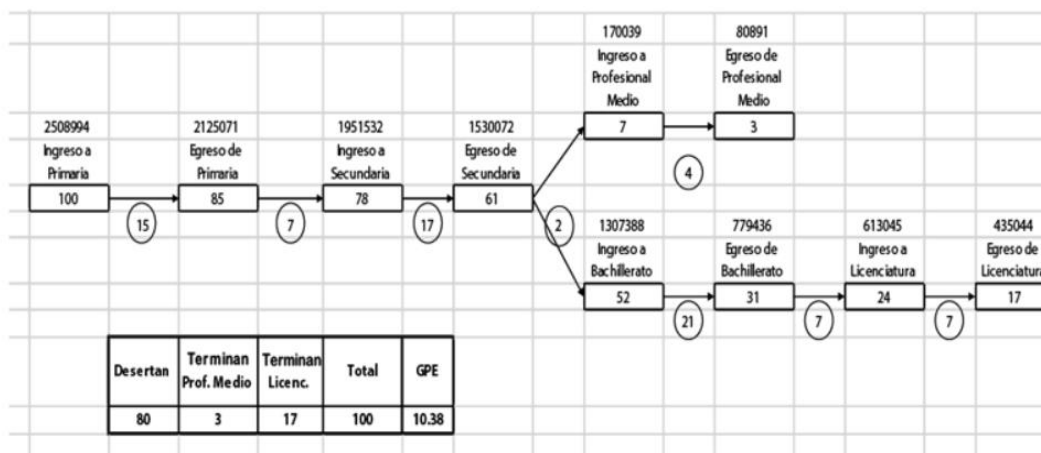 170039
Ingreso a
Profesional
Medio
7
80891
Egreso de
Profesional
Medio
3
4
2508994
Ingreso a
Primaria
100
15
2125071
Egreso de
Primaria
85
7
1951532
Ingreso a
Secundaria
78
17
1530072
Egreso de
Secundaria
61
2
1307388
Ingreso a
Bachillerato
52
21
779436
Egreso de
Bachillerato
31
7
613045
Ingreso a
Licenciatura
24
7
435044
Egreso de
Licenciatura
17
Desertan
Terminan
Prof. Medio
Terminan
Licenc.
Total
GPE
80 3 17 100 10.38